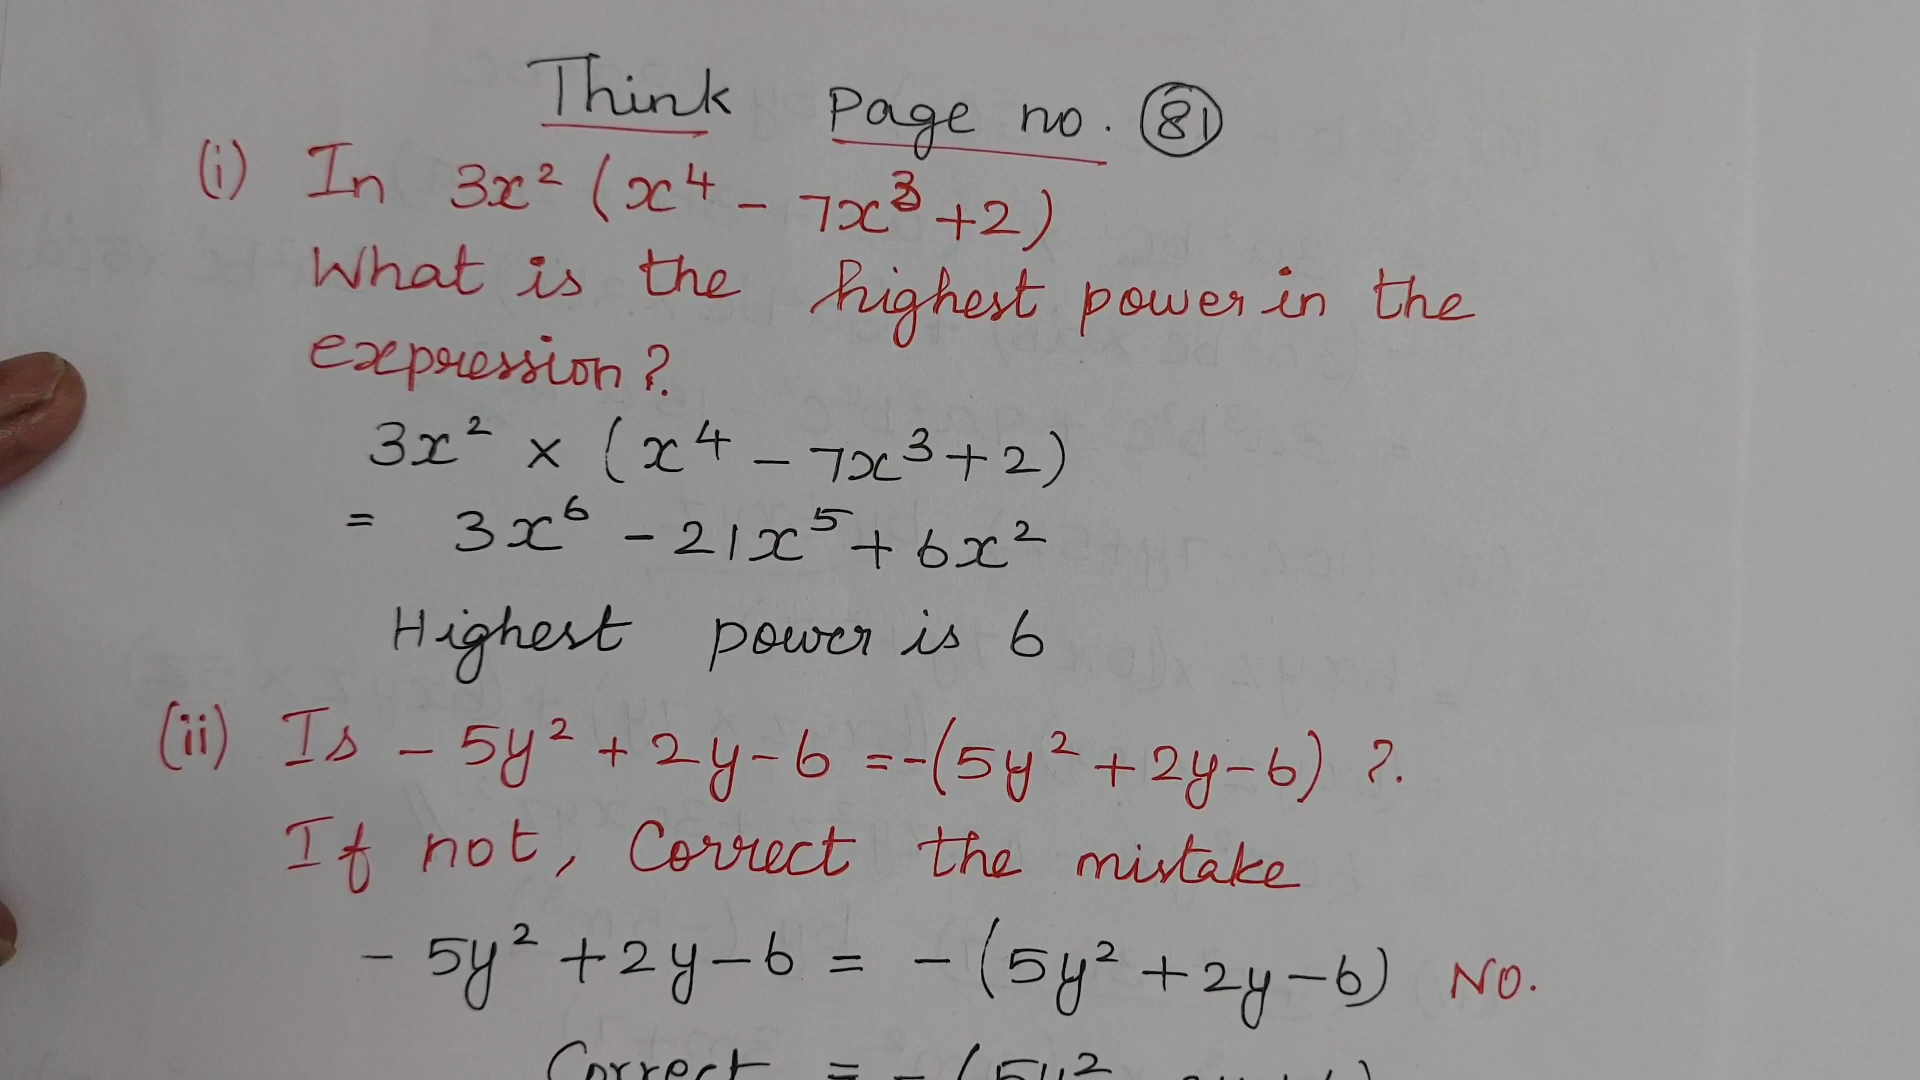 Think Page no. 81
(i) In 3x² (x⁴ - 7x³ +2)
What is the highest power in the
expression?
3x² × (x⁴ - 7x³ + 2)
= 3x⁶ - 21x⁵ + 6x²
Highest power is 6
(ii) Is - 5y² + 2y-6 = -(5y² + 2y-6) ?
If not, Correct the mistake
- 5y² +2y-6 = - (5y² +2y-6) NO.
Correct = - (5y²